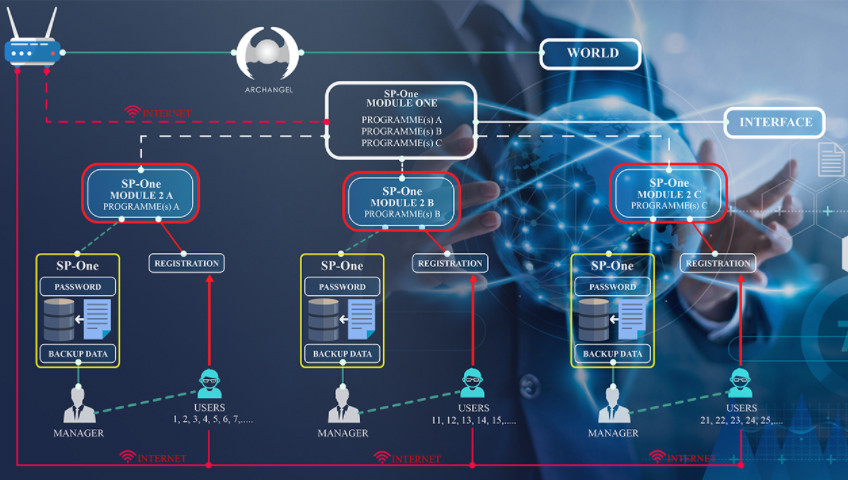 WORLD
ARCHANGEL
SP-One
MODULE ONE
PROGRAMME(s) A
PROGRAMME(s) B
PROGRAMME(s) C
INTERNET
INTERFACE
SP-One
MODULE 2 A
PROGRAMME(s) A
SP-One
MODULE 2 B
PROGRAMME(s) B
SP-One
MODULE 2 C
PROGRAMME(s) C
SP-One
PASSWORD
BACKUP DATA
REGISTRATION
MANAGER
USERS
1, 2, 3, 4, 5, 6, 7,.....
SP-One
PASSWORD
BACKUP DATA
REGISTRATION
MANAGER
USERS
11, 12, 13, 14, 15,.....
SP-One
PASSWORD
BACKUP DATA
REGISTRATION
MANAGER
USERS
21, 22, 23, 24, 25,....
INTERNET
INTERNET
INTERNET